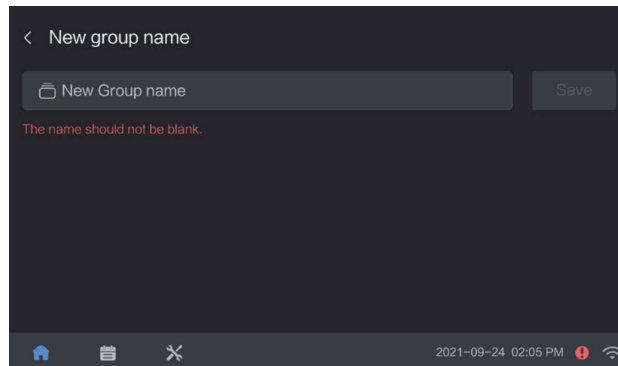 New group name
New Group name
Save
The name should not be blank.
2021-09-24 02:05 PM